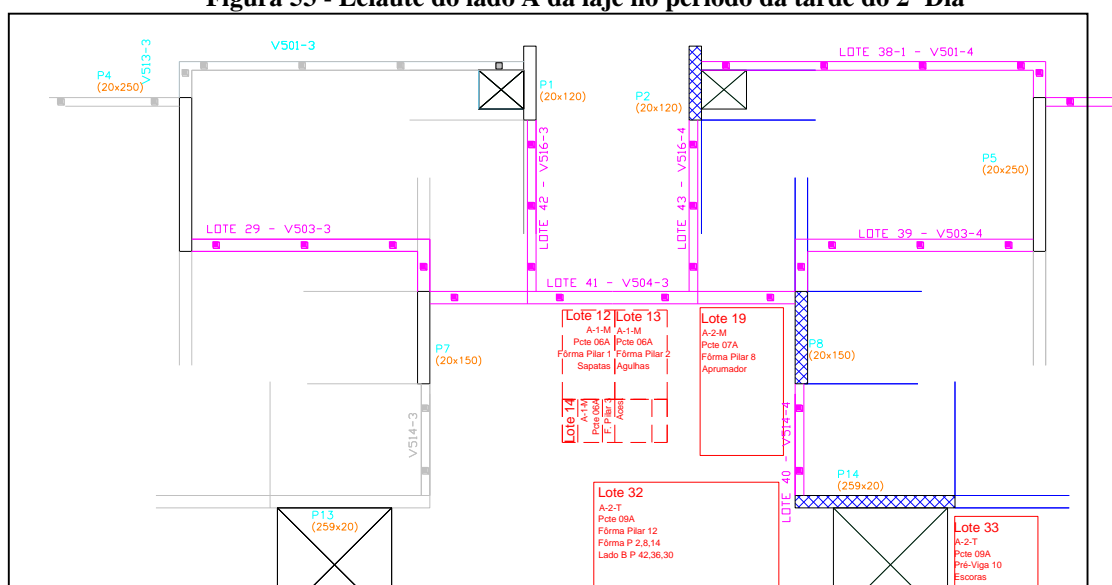 Figura 53 - Leiaute do lado A da laje no período da tarde do 2º Dia
V501-3
LOTE 38-1 - V501-4
V513-3
P4
(20x250)
P1
(20x120)
P2
(20x120)
P5
(20x250)
LOTE 42 - V516-3
LOTE 43 - V516-4
LOTE 29 - V503-3
LOTE 39 - V503-4
LOTE 41 - V504-3
Lote 12
A-1-M
Pcte 06A
Fôrma Pilar 1
Sapatas
Lote 13
A-1-M
Pcte 06A
Fôrma Pilar 2
Agulhas
Lote 19
A-2-M
Pcte 07A
Fôrma Pilar 8
Aprumador
P7
(20x150)
P8
(20x150)
Lote 14
A-1-M
Pcte 06A
F. Pilar 3
V514-3
LOTE 40 - V514-4
P14
(259x20)
P13
(259x20)
Lote 32
A-2-T
Pcte 09A
Fôrma Pilar 12
Fôrma P 2,8,14
Lado B P 42,36,30
Lote 33
A-2-T
Pcte 09A
Pré-Viga 10
Escoras